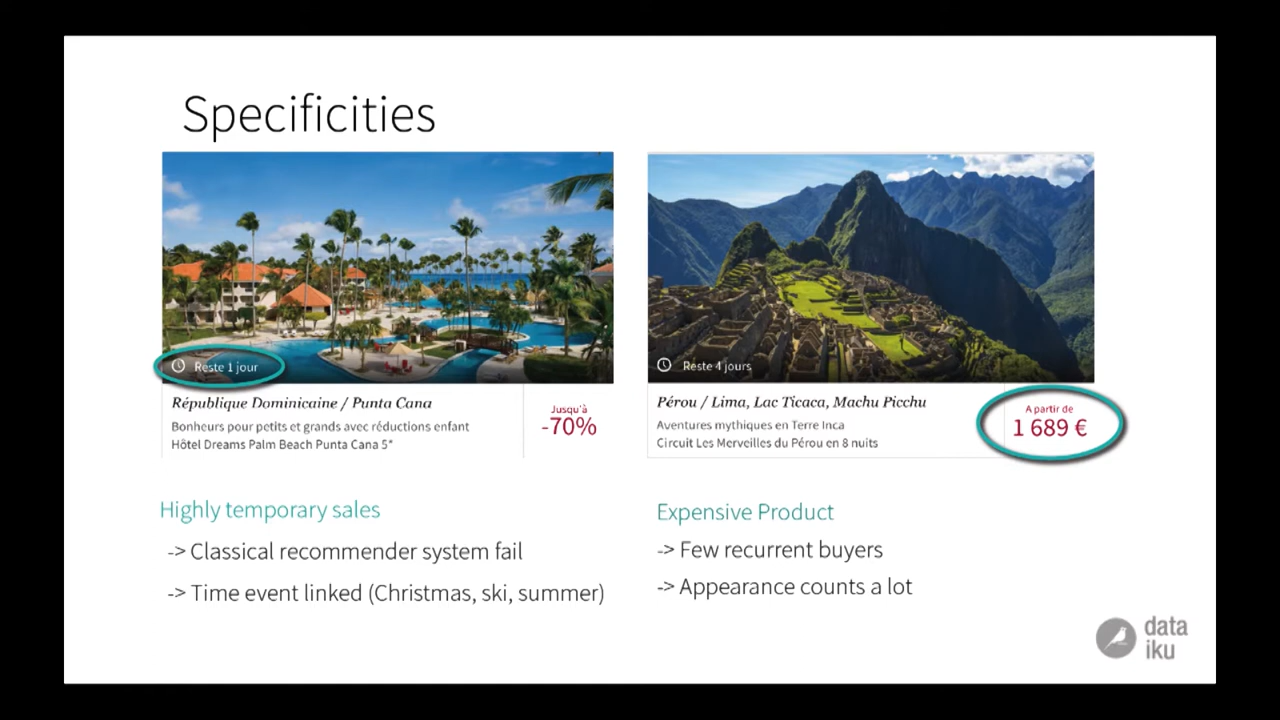 Specificities
Reste 1 jour
République Dominicaine / Punta Cana
Bonheurs pour petits et grands avec réductions enfant
Hôtel Dreams Palm Beach Punta Cana 5*
Jusqu'à
-70%
Reste 4 jours
Pérou / Lima, Lac Ticaca, Machu Picchu
Aventures mythiques en Terre Inca
Circuit Les Merveilles du Pérou en 8 nuits
A partir de
1 689 €
Highly temporary sales
-> Classical recommender system fail
-> Time event linked (Christmas, ski, summer)
Expensive Product
-> Few recurrent buyers
-> Appearance counts a lot
data
iku